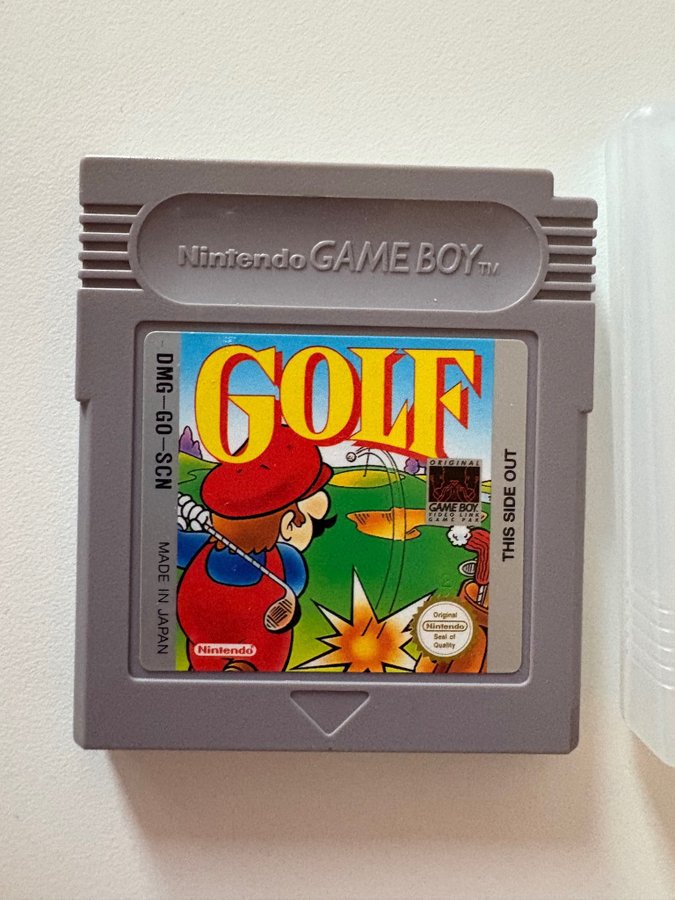 Nintendo GAME BOY TM
DMG-GO-SCN
MADE IN JAPAN
GOLF
ORIGINAL
GAME BOY
VIDEO LINK
GAME PAK
Original
Nintendo
Seal of
Quality
Nintendo
THIS SIDE OUT